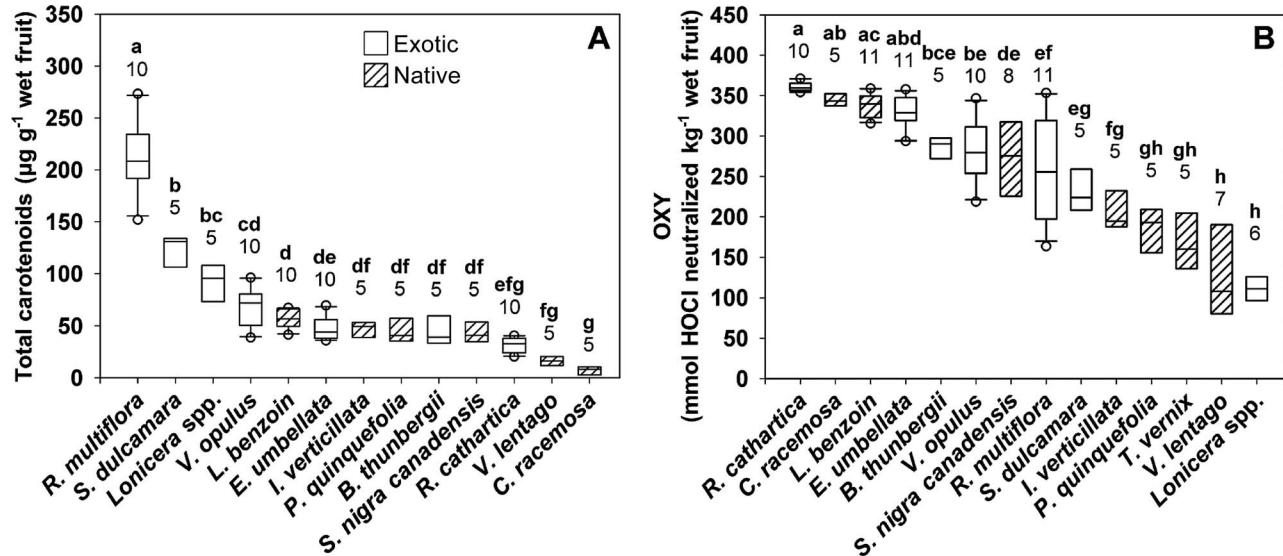 A
Exotic
Native
Total carotenoids (µg g⁻¹ wet fruit)
350
300
250
200
150
100
50
0
a
10
b
5
bc
5
cd
10
d
10
de
10
df
5
df
5
df
5
df
5
efg
10
fg
5
g
5
R. multiflora
S. dulcamara
Lonicera spp.
V. opulus
L. benzoin
E. umbellata
I. verticillata
P. quinquefolia
B. thunbergii
S. nigra canadensis
R. cathartica
V. lentago
C. racemosa
B
OXY
(mmol HOCl neutralized kg⁻¹ wet fruit)
450
400
350
300
250
200
150
100
50
0
a
10
ab
5
ac
11
abd
11
bce
5
be
10
de
8
ef
11
eg
5
fg
5
gh
5
gh
5
h
7
h
6
R. cathartica
C. racemosa
L. benzoin
E. umbellata
B. thunbergii
V. opulus
S. nigra canadensis
R. multiflora
S. dulcamara
I. verticillata
P. quinquefolia
T. vernix
V. lentago
Lonicera spp.